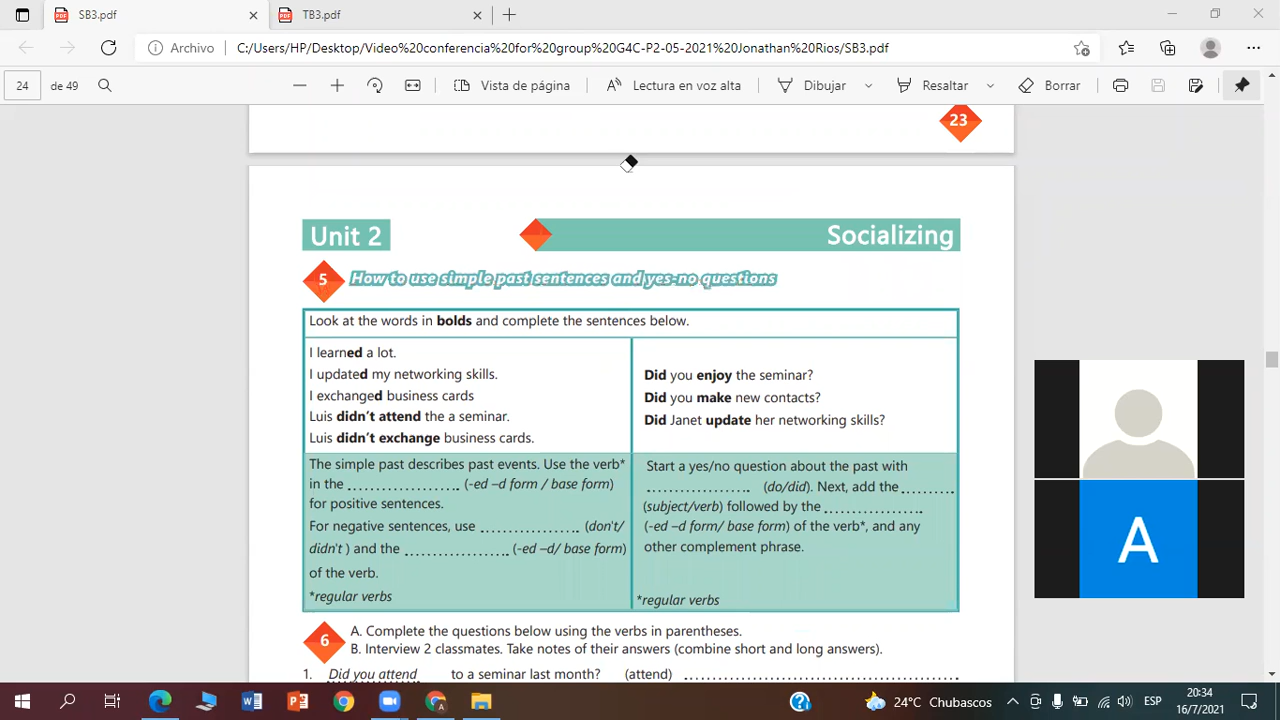 SB3.pdf
TB3.pdf
Archivo
C:/Users/HP/Desktop/Video%20conferencia%20for%20group%20G4C-P2-05-2021%20Jonathan%20Rios/SB3.pdf
24
de 49
Vista de página
Lectura en voz alta
Dibujar
Resaltar
Borrar
23
Unit 2
Socializing
5
How to use simple past sentences and yes-no questions
Look at the words in bolds and complete the sentences below.
I learned a lot.
I updated my networking skills.
I exchanged business cards
Luis didn't attend the a seminar.
Luis didn't exchange business cards.
Did you enjoy the seminar?
Did you make new contacts?
Did Janet update her networking skills?
The simple past describes past events. Use the verb*
in the .................. (-ed –d form / base form)
for positive sentences.
For negative sentences, use ................ (don't/
didn't ) and the ................. (-ed –d/ base form)
of the verb.
*regular verbs
Start a yes/no question about the past with
.................. (do/did). Next, add the .........
(subject/verb) followed by the .................
(-ed –d form/ base form) of the verb*, and any
other complement phrase.
*regular verbs
6
A. Complete the questions below using the verbs in parentheses.
B. Interview 2 classmates. Take notes of their answers (combine short and long answers).
1. Did you attend to a seminar last month? (attend) ................................................
A
24°C Chubascos
ESP
20:34
16/7/2021